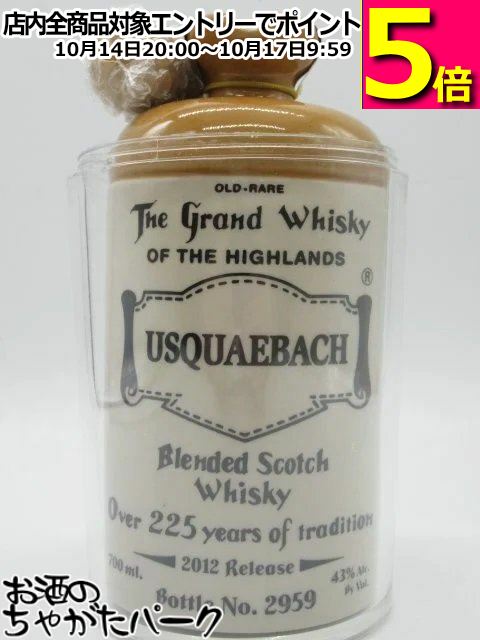 店内全商品対象エントリーでポイント
10月14日20:00〜10月17日9:59
5倍
OLD-RARE
The Grand Whisky
OF THE HIGHLANDS
®
USQUAEBACH
Blended Scotch
Whisky
Over 225 years of tradition
700 ml.
2012 Release
43% Alc.
By Vol.
Bottle No. 2959
お酒の
ちゃがたパーク